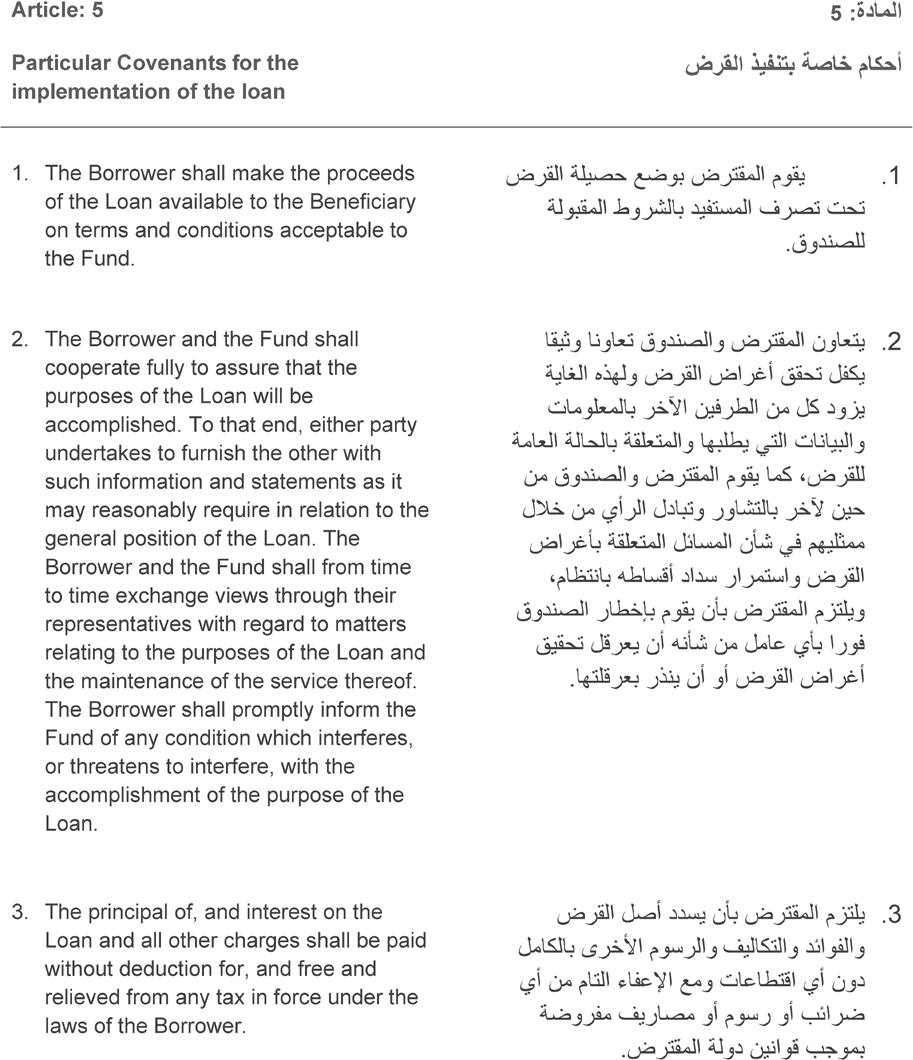 Article: 5
المادة: 5
Particular Covenants for the
implementation of the loan
أحكام خاصة بتنفيذ القرض
1. The Borrower shall make the proceeds
of the Loan available to the Beneficiary
on terms and conditions acceptable to
the Fund.
1. يقوم المقترض بوضع حصيلة القرض
تحت تصرف المستفيد بالشروط المقبولة
للصندوق.
2. The Borrower and the Fund shall
cooperate fully to assure that the
purposes of the Loan will be
accomplished. To that end, either party
undertakes to furnish the other with
such information and statements as it
may reasonably require in relation to the
general position of the Loan. The
Borrower and the Fund shall from time
to time exchange views through their
representatives with regard to matters
relating to the purposes of the Loan and
the maintenance of the service thereof.
The Borrower shall promptly inform the
Fund of any condition which interferes,
or threatens to interfere, with the
accomplishment of the purpose of the
Loan.
2. يتعاون المقترض والصندوق تعاونا وثيقا
يكفل تحقق أغراض القرض ولهذه الغاية
يزود كل من الطرفين الآخر بالمعلومات
والبيانات التي يطلبها والمتعلقة بالحالة العامة
للقرض، كما يقوم المقترض والصندوق من
حين لآخر بالتشاور وتبادل الرأي من خلال
ممثليهم في شأن المسائل المتعلقة بأغراض
القرض واستمرار سداد أقساطه بانتظام،
ويلتزم المقترض بأن يقوم بإخطار الصندوق
فورا بأي عامل من شأنه أن يعرقل تحقيق
أغراض القرض أو أن ينذر بعرقلتها.
3. The principal of, and interest on the
Loan and all other charges shall be paid
without deduction for, and free and
relieved from any tax in force under the
laws of the Borrower.
3. يلتزم المقترض بأن يسدد أصل القرض
والفوائد والتكاليف والرسوم الأخرى بالكامل
دون أي اقتطاعات ومع الإعفاء التام من أي
ضرائب أو رسوم أو مصاريف مفروضة
بموجب قوانين دولة المقترض.